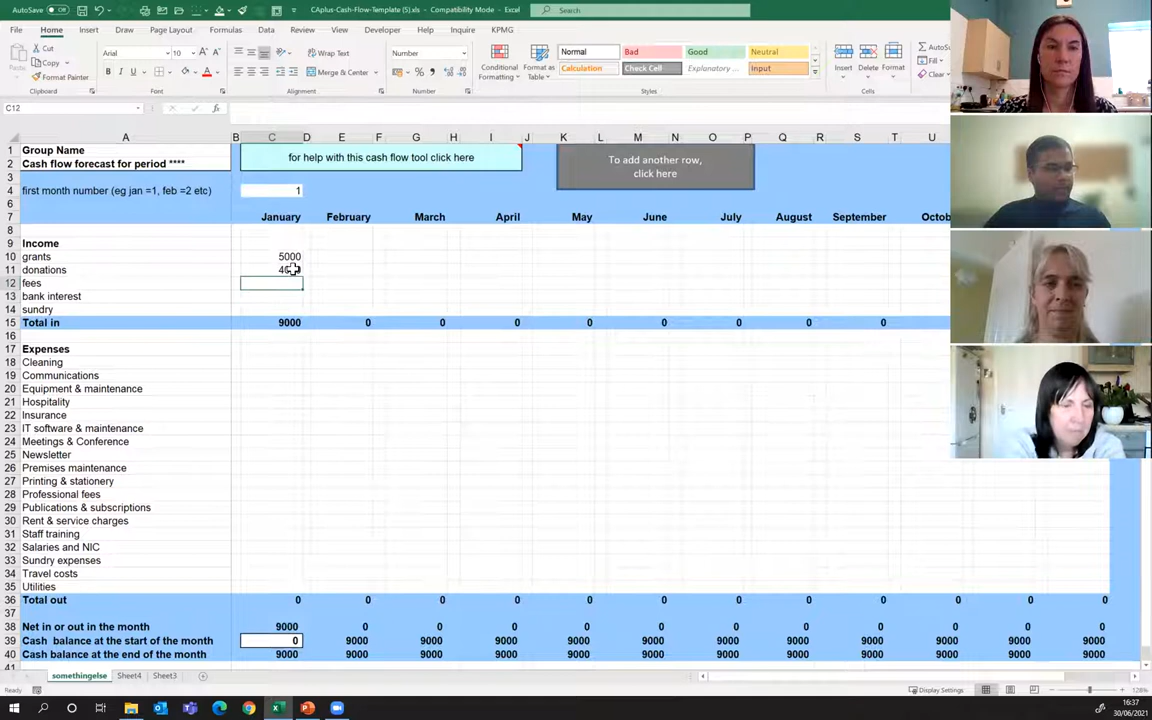 AutoSave Off CAplus-Cash-Flow-Template (5).xls - Compatibility Mode - Excel Search
File Home Insert Draw Page Layout Formulas Data Review View Developer Help Inquire KPMG
Cut Arial 10 Wrap Text Number Normal Bad Good Neutral AutoSu
Copy Fill
Paste Format Painter Merge & Center Conditional Formatting Format as Table Calculation Check Cell Explanatory ... Input Insert Delete Format Clear
Clipboard Font Alignment Number Styles Cells
C12 fx
A B C D E F G H I J K L M N O P Q R S T U
1 Group Name
2 Cash flow forecast for period ****
for help with this cash flow tool click here
To add another row,
click here
3
4 first month number (eg jan =1, feb =2 etc) 1
6
7 January February March April May June July August September Octob
8
9 Income
10 grants 5000
11 donations
12 fees
13 bank interest
14 sundry
15 Total in 9000 0 0 0 0 0 0 0 0
16
17 Expenses
18 Cleaning
19 Communications
20 Equipment & maintenance
21 Hospitality
22 Insurance
23 IT software & maintenance
24 Meetings & Conference
25 Newsletter
26 Premises maintenance
27 Printing & stationery
28 Professional fees
29 Publications & subscriptions
30 Rent & service charges
31 Staff training
32 Salaries and NIC
33 Sundry expenses
34 Travel costs
35 Utilities
36 Total out 0 0 0 0 0 0 0 0 0 0 0 0
37
38 Net in or out in the month 9000 0 0 0 0 0 0 0 0 0 0 0
39 Cash balance at the start of the month 0 9000 9000 9000 9000 9000 9000 9000 9000 9000 9000 9000
40 Cash balance at the end of the month 9000 9000 9000 9000 9000 9000 9000 9000 9000 9000 9000 9000
41
somethingelse Sheet4 Sheet3
Ready Display Settings 128%
16:37
30/06/2021